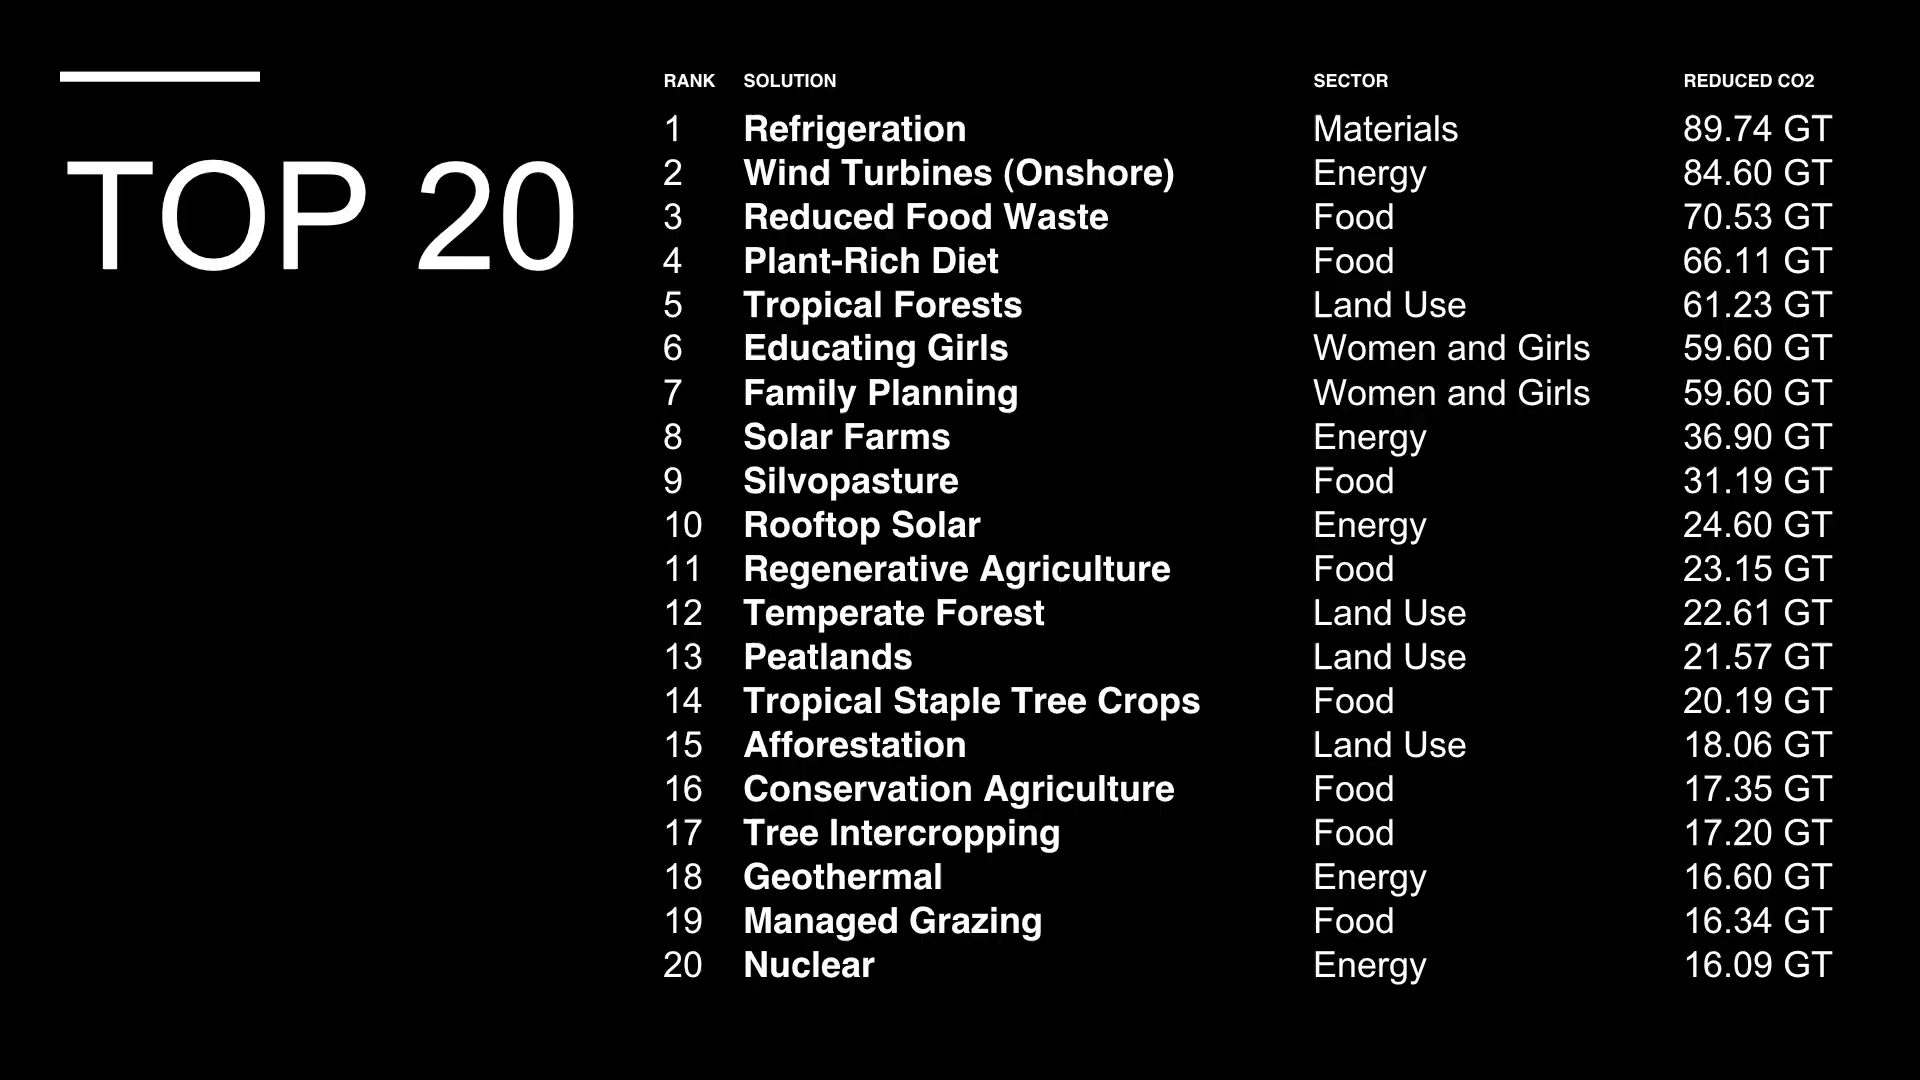 TOP 20
RANK SOLUTION SECTOR REDUCED CO2
1 Refrigeration Materials 89.74 GT
2 Wind Turbines (Onshore) Energy 84.60 GT
3 Reduced Food Waste Food 70.53 GT
4 Plant-Rich Diet Food 66.11 GT
5 Tropical Forests Land Use 61.23 GT
6 Educating Girls Women and Girls 59.60 GT
7 Family Planning Women and Girls 59.60 GT
8 Solar Farms Energy 36.90 GT
9 Silvopasture Food 31.19 GT
10 Rooftop Solar Energy 24.60 GT
11 Regenerative Agriculture Food 23.15 GT
12 Temperate Forest Land Use 22.61 GT
13 Peatlands Land Use 21.57 GT
14 Tropical Staple Tree Crops Food 20.19 GT
15 Afforestation Land Use 18.06 GT
16 Conservation Agriculture Food 17.35 GT
17 Tree Intercropping Food 17.20 GT
18 Geothermal Energy 16.60 GT
19 Managed Grazing Food 16.34 GT
20 Nuclear Energy 16.09 GT